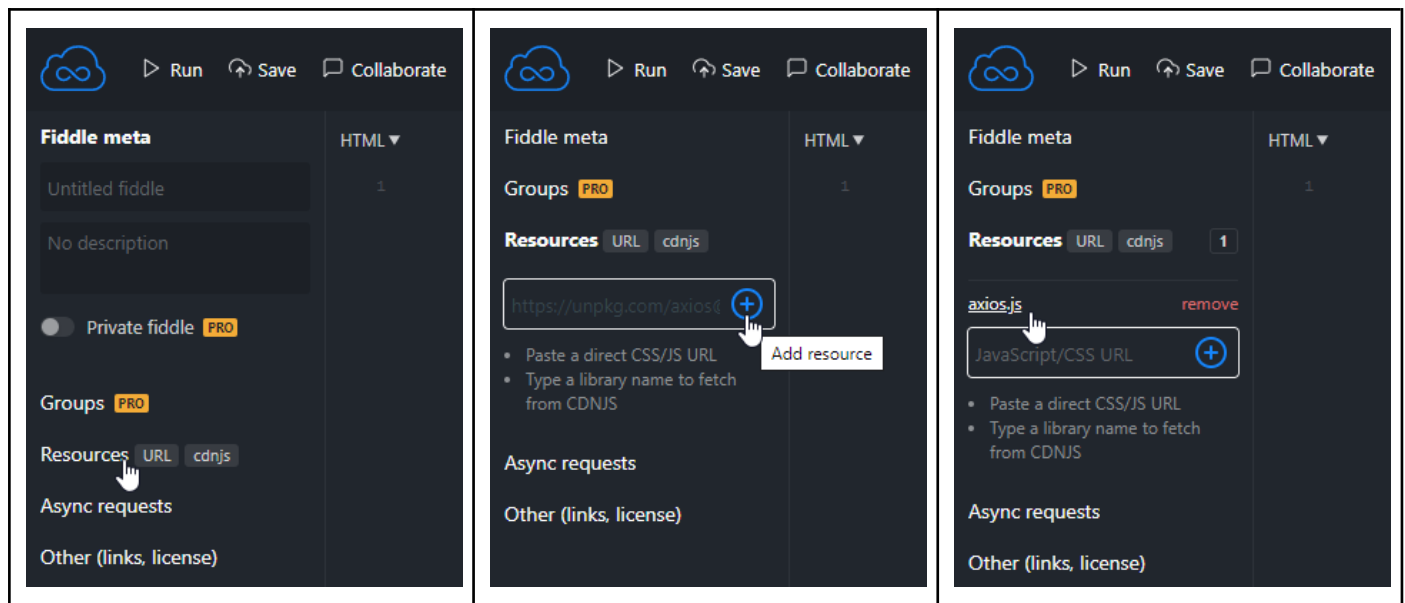 Run Save Collaborate
Fiddle meta
HTML ▼
Untitled fiddle
1
No description
Private fiddle PRO
Groups PRO
Resources URL cdnjs
Async requests
Other (links, license)
Run Save Collaborate
Fiddle meta
HTML ▼
Groups PRO
1
Resources URL cdnjs
https://unpkg.com/axios@
Add resource
• Paste a direct CSS/JS URL
• Type a library name to fetch
from CDNJS
Async requests
Other (links, license)
Run Save Collaborate
Fiddle meta
HTML ▼
Groups PRO
1
Resources URL cdnjs 1
axios.js remove
JavaScript/CSS URL
• Paste a direct CSS/JS URL
• Type a library name to fetch
from CDNJS
Async requests
Other (links, license)